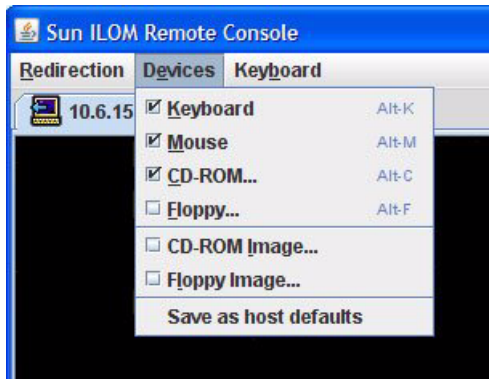 Sun ILOM Remote Console
Redirection Devices Keyboard
10.6.15
Keyboard Alt-K
Mouse Alt-M
CD-ROM... Alt-C
Floppy... Alt-F
CD-ROM Image...
Floppy Image...
Save as host defaults